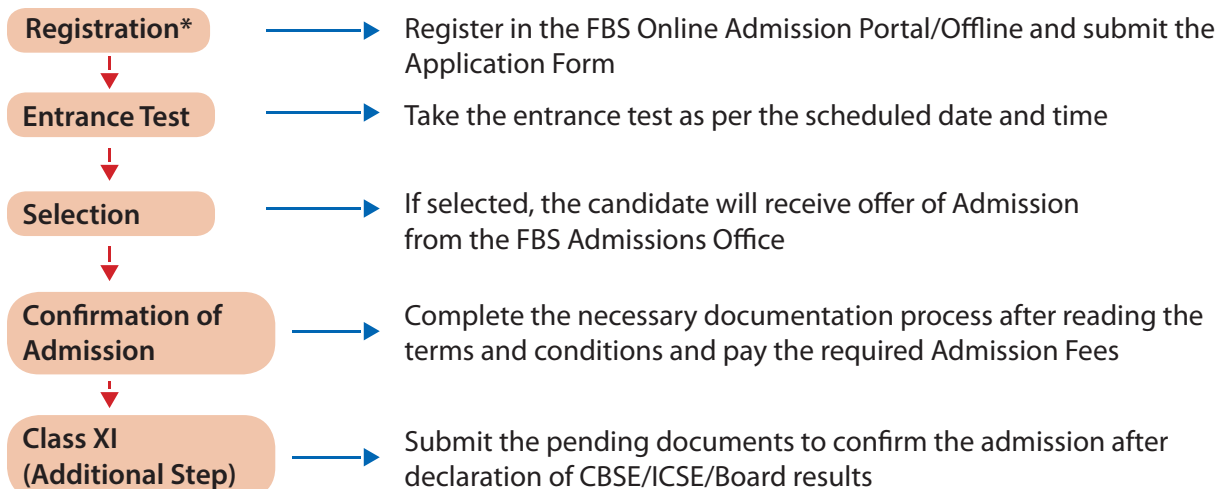 Registration*
Register in the FBS Online Admission Portal/Offline and submit the
Application Form
Entrance Test
Take the entrance test as per the scheduled date and time
Selection
If selected, the candidate will receive offer of Admission
from the FBS Admissions Office
Confirmation of
Admission
Complete the necessary documentation process after reading the
terms and conditions and pay the required Admission Fees
Class XI
(Additional Step)
Submit the pending documents to confirm the admission after
declaration of CBSE/ICSE/Board results